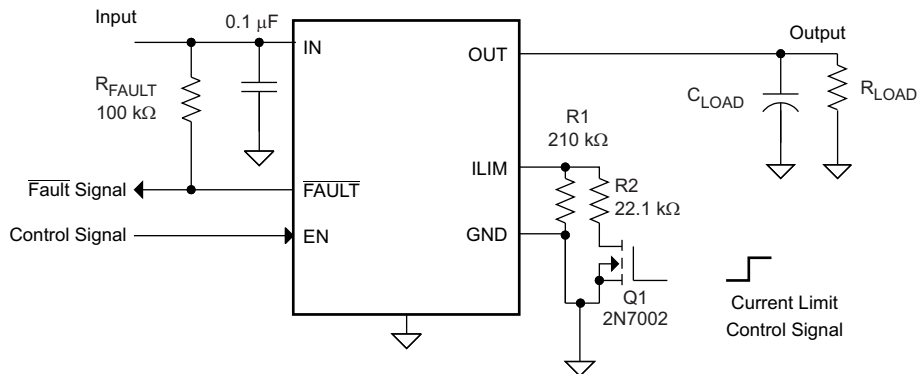 Input
0.1 μF
IN
OUT
Output
R_FAULT
100 kΩ
C_LOAD
R_LOAD
R1
210 kΩ
ILIM
R2
22.1 kΩ
Fault Signal
FAULT
Control Signal
EN
GND
Q1
2N7002
Current Limit
Control Signal